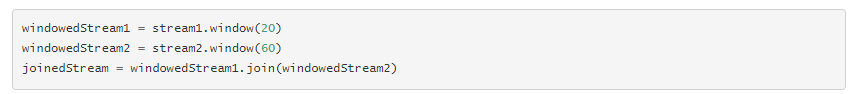 windowedStream1 = stream1.window(20)
windowedStream2 = stream2.window(60)
joinedStream = windowedStream1.join(windowedStream2)